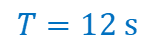 T = 12 s